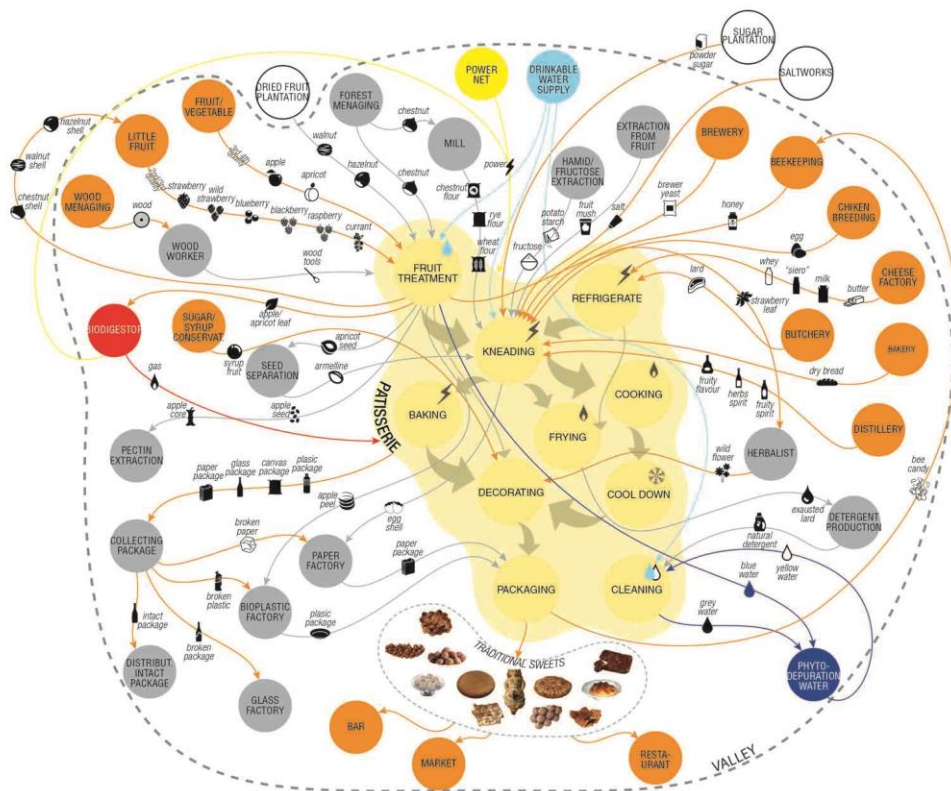 SUGAR
PLANTATION
powder
sugar
SALTWORKS
POWER
NET
DRINKABLE
WATER
SUPPLY
DRIED FRUIT
PLANTATION
FOREST
MENAGING
FRUIT/
VEGETABLE
hazelnut
shell
LITTLE
FRUIT
walnut
shell
chestnut
shell
WOOD
MENAGING
wood
WOOD
WORKER
wood
tools
strawberry
wild
strawberry
blueberry
blackberry
raspberry
currant
apple
apricot
walnut
hazelnut
chestnut
chestnut
MILL
chestnut
flour
rye
flour
wheat
flour
power
HAMID/
FRUCTOSE
EXTRACTION
EXTRACTION
FROM
FRUIT
potato
starch
fruit
mush
fructose
salt
BREWERY
brewer
yeast
BEEKEEPING
honey
CHIKEN
BREEDING
egg
whey
"siero"
milk
butter
CHEESE
FACTORY
lard
strawberry
leaf
BUTCHERY
BAKERY
dry bread
fruity
flavour
herbs
spirit
fruity
spirit
DISTILLERY
wild
flower
HERBALIST
bee
candy
exausted
lard
DETERGENT
PRODUCTION
natural
detergent
yellow
water
blue
water
grey
water
PHYTO-
DEPURATION
WATER
FRUIT
TREATMENT
REFRIGERATE
KNEADING
BAKING
COOKING
FRYING
DECORATING
COOL DOWN
PACKAGING
CLEANING
PATISSERIE
BIODIGESTOR
gas
SUGAR/
SYRUP
CONSERVAT.
syrup
fruit
apple/
apricot leaf
apricot
seed
SEED
SEPARATION
armelline
apple
core
apple
seed
PECTIN
EXTRACTION
paper
package
glass
package
canvas
package
plasic
package
apple
peel
egg
shell
COLLECTING
PACKAGE
broken
paper
PAPER
FACTORY
paper
package
broken
plastic
BIOPLASTIC
FACTORY
plasic
package
intact
package
broken
package
DISTRIBUT.
INTACT
PACKAGE
GLASS
FACTORY
TRADITIONAL SWEETS
BAR
MARKET
RESTA-
URANT
VALLEY